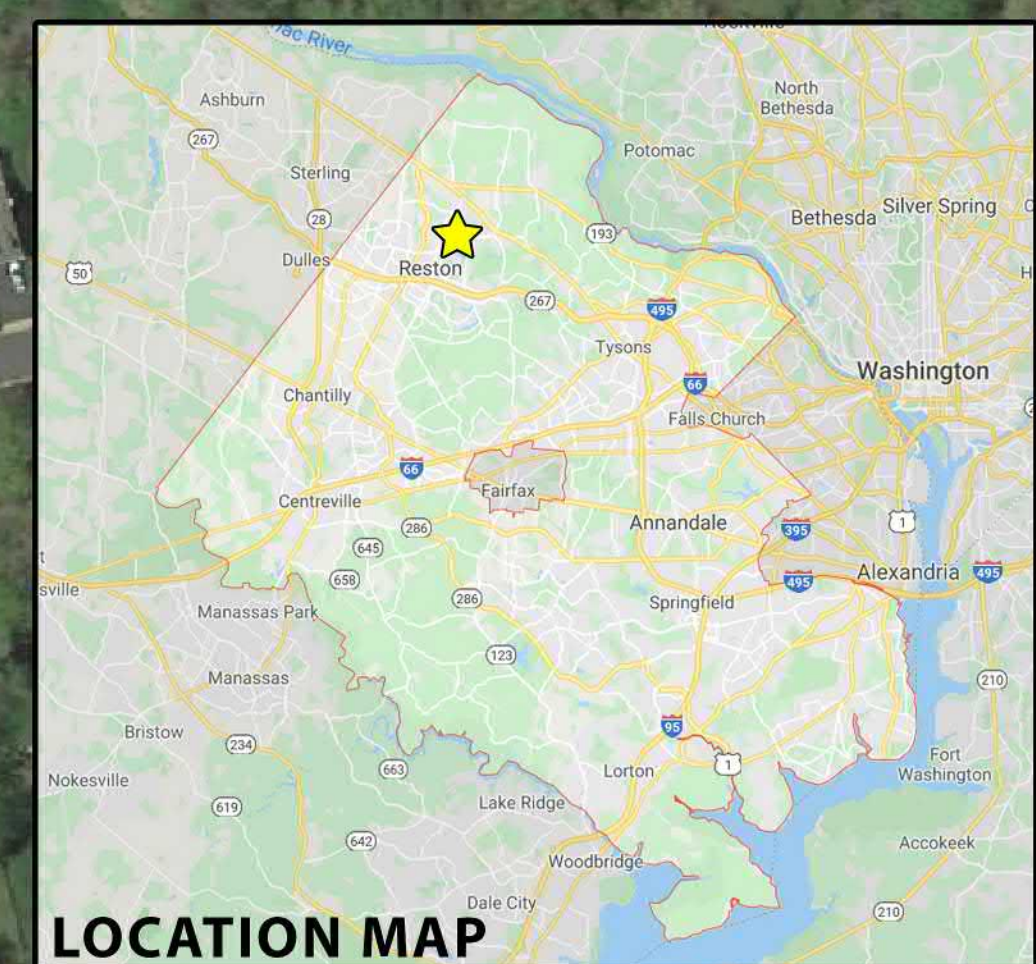 Ashburn
North
Bethesda
267
Potomac
Sterling
Silver Spring
28
Bethesda
193
Dulles
Reston
50
267
495
Tysons
Washington
66
Chantilly
Falls Church
66
Fairfax
Centreville
Annandale
1
286
395
645
Alexandria
495
495
658
sville
286
Springfield
Manassas Park
123
Manassas
210
95
Bristow
234
1
Fort
Washington
663
Lorton
Nokesville
Lake Ridge
619
642
Accokeek
Woodbridge
Dale City
210
LOCATION MAP